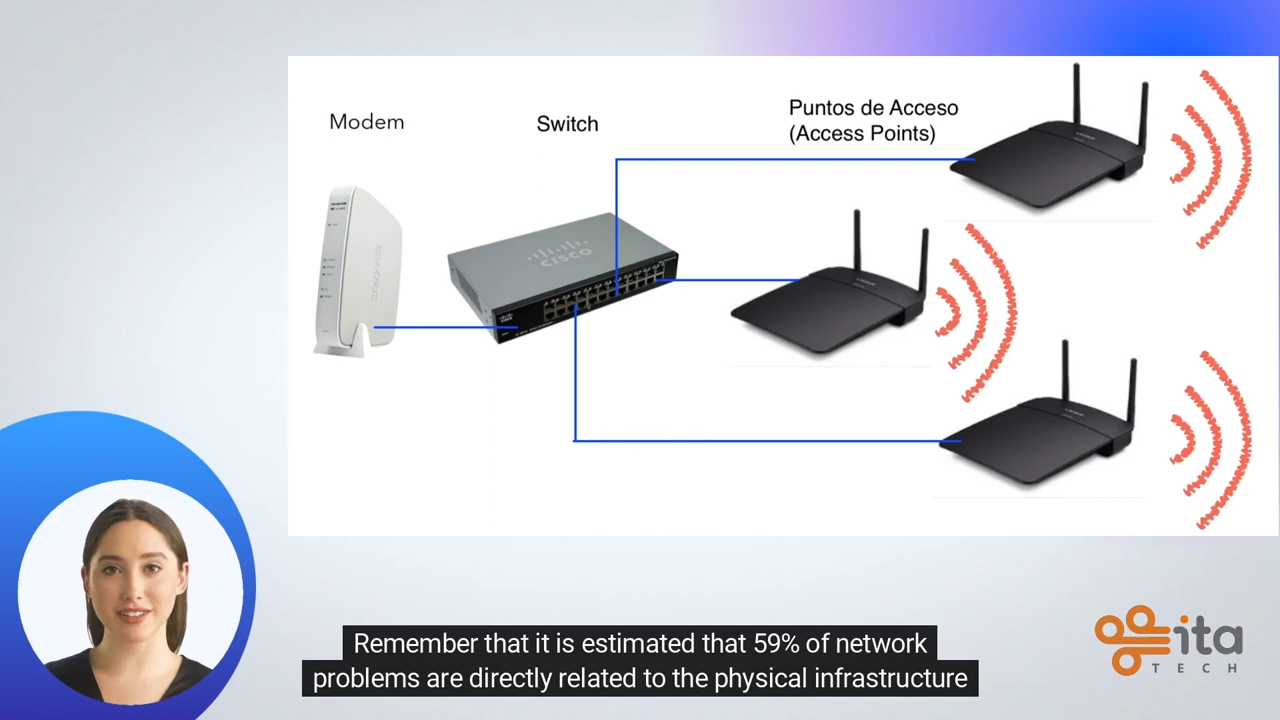 Modem
Switch
Puntos de Acceso
(Access Points)
CISCO
Remember that it is estimated that 59% of network
problems are directly related to the physical infrastructure
ita
TECH